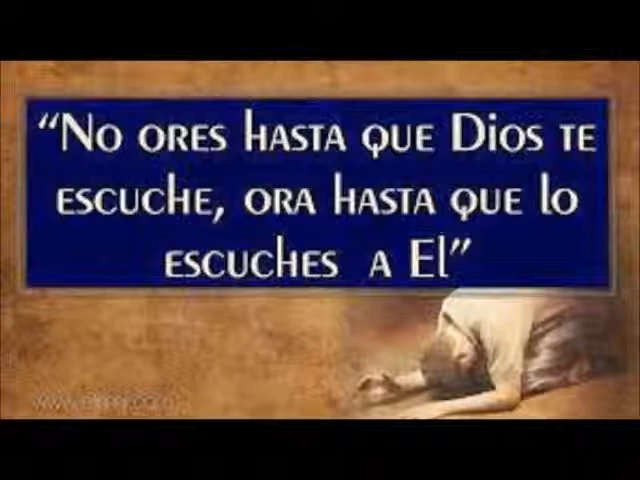 “No ores hasta que Dios te
escuche, ora hasta que lo
escuches a El”